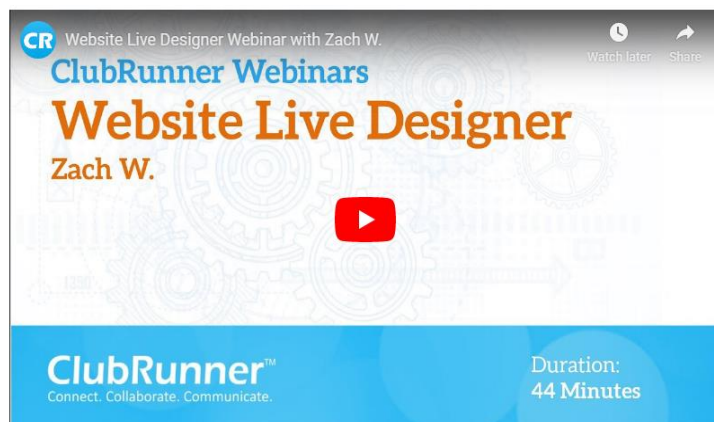 CR Website Live Designer Webinar with Zach W.
Watch later
Share
ClubRunner Webinars
Website Live Designer
Zach W.
ClubRunner™
Connect. Collaborate. Communicate.
Duration:
44 Minutes